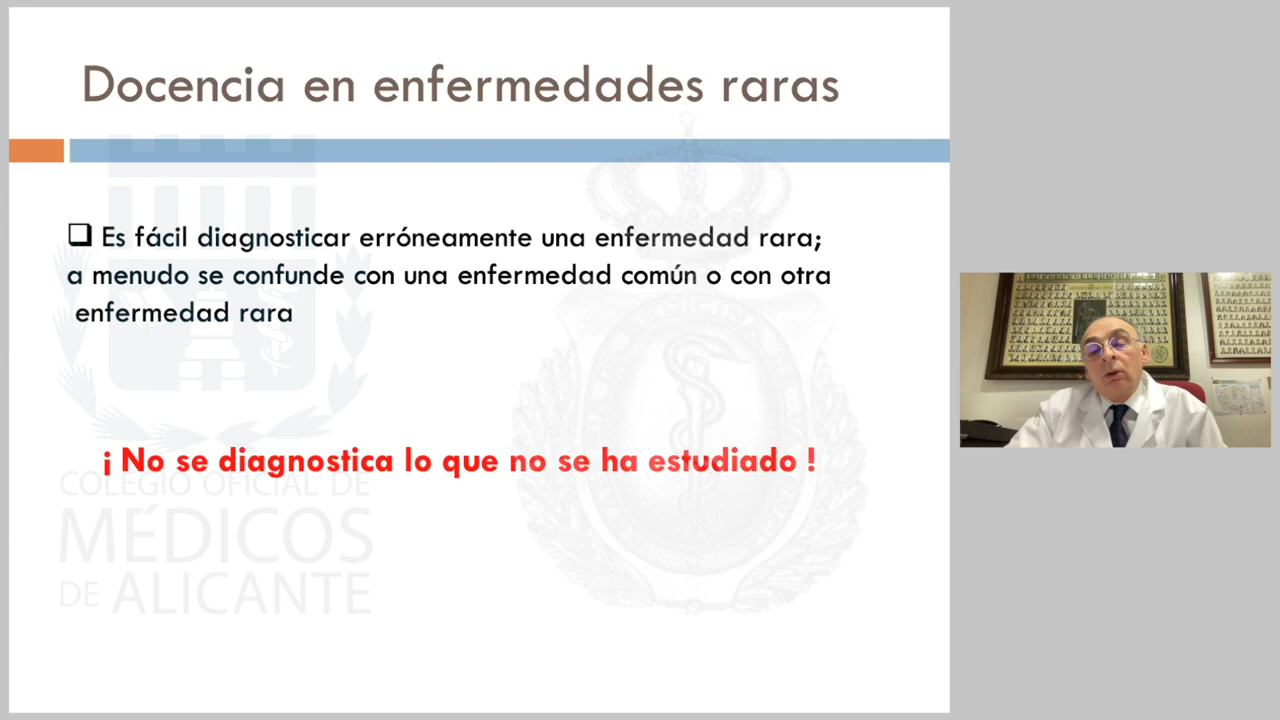 Docencia en enfermedades raras
❑ Es fácil diagnosticar erróneamente una enfermedad rara;
a menudo se confunde con una enfermedad común o con otra
enfermedad rara
¡ No se diagnostica lo que no se ha estudiado !
COLEGIO OFICIAL DE
MÉDICOS
DE ALICANTE